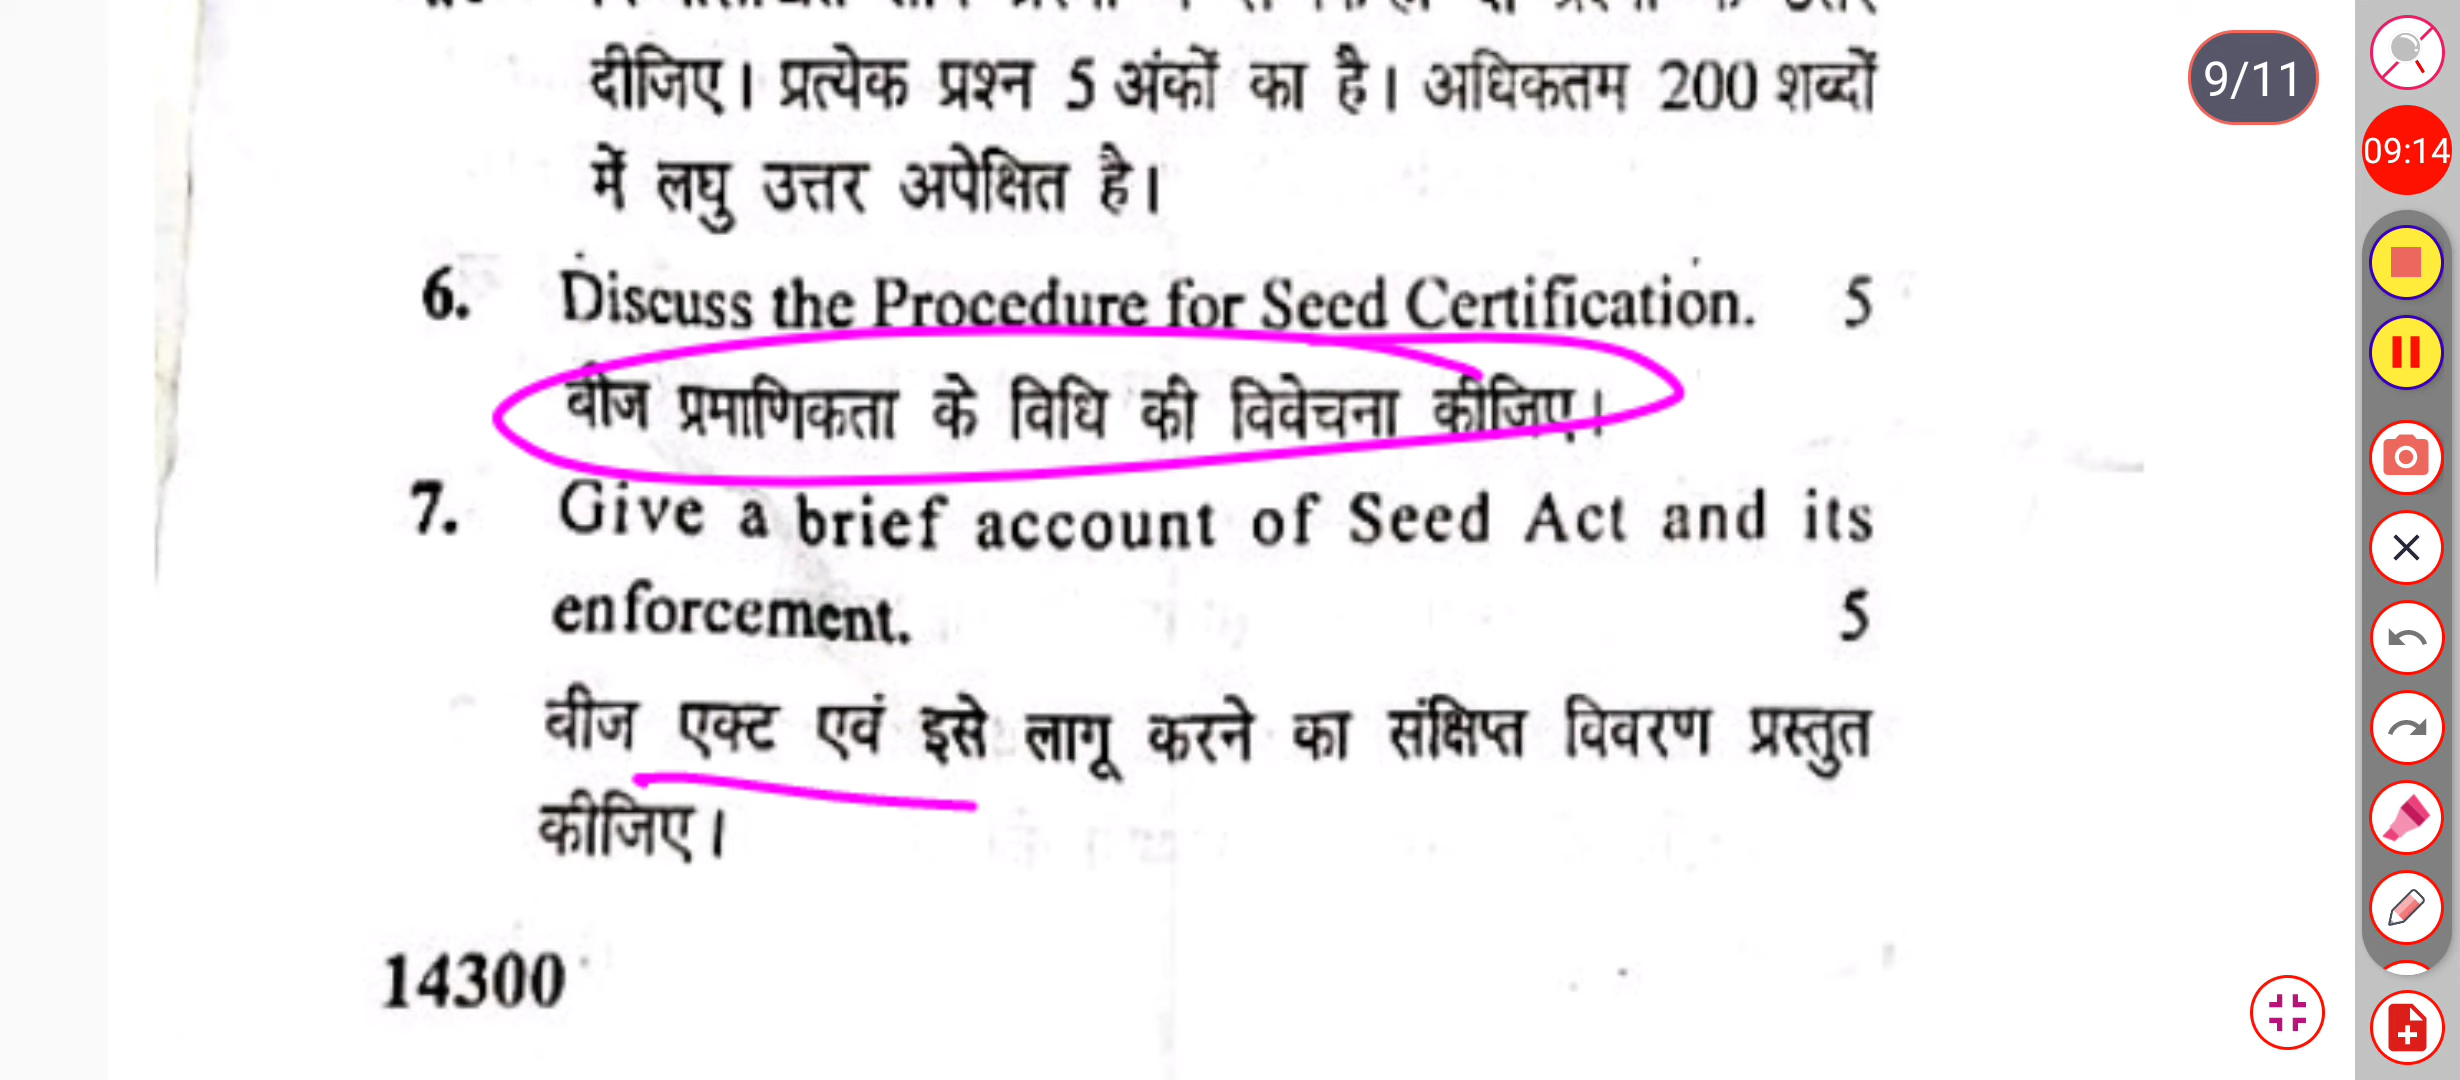 दीजिए। प्रत्येक प्रश्न 5 अंकों का है। अधिकतम 200 शब्दों
में लघु उत्तर अपेक्षित है।
6. Discuss the Procedure for Seed Certification. 5
बीज प्रमाणिकता के विधि की विवेचना कीजिए।
7. Give a brief account of Seed Act and its
enforcement. 5
बीज एक्ट एवं इसे लागू करने का संक्षिप्त विवरण प्रस्तुत
कीजिए।
14300
9/11
09:14